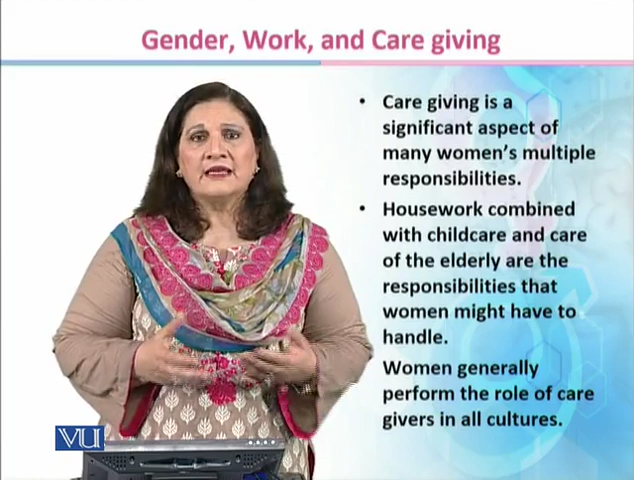 Gender, Work, and Care giving
• Care giving is a
significant aspect of
many women's multiple
responsibilities.
• Housework combined
with childcare and care
of the elderly are the
responsibilities that
women might have to
handle.
Women generally
perform the role of care
givers in all cultures.
VU